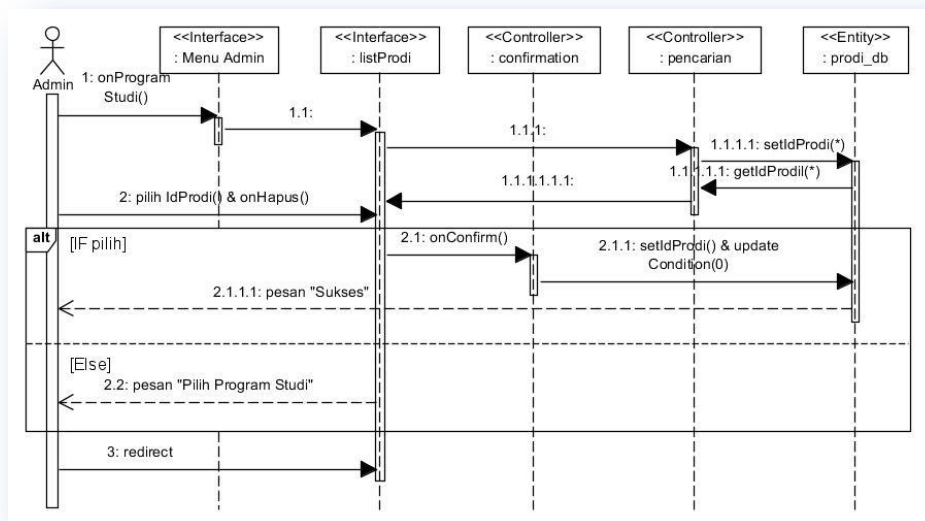 <<Interface>>
: Menu Admin
<<Interface>>
: listProdi
<<Controller>>
: confirmation
<<Controller>>
: pencarian
<<Entity>>
: prodi_db
Admin
1: onProgram
Studi()
1.1:
1.1.1:
1.1.1.1: setIdProdi(*)
1.1.1.1.1: getIdProdil(*)
1.1.1.1.1.1:
2: pilih IdProdi() & onHapus()
alt
[IF pilih]
2.1: onConfirm()
2.1.1: setIdProdi() & update
Condition(0)
2.1.1.1: pesan "Sukses"
[Else]
2.2: pesan "Pilih Program Studi"
3: redirect